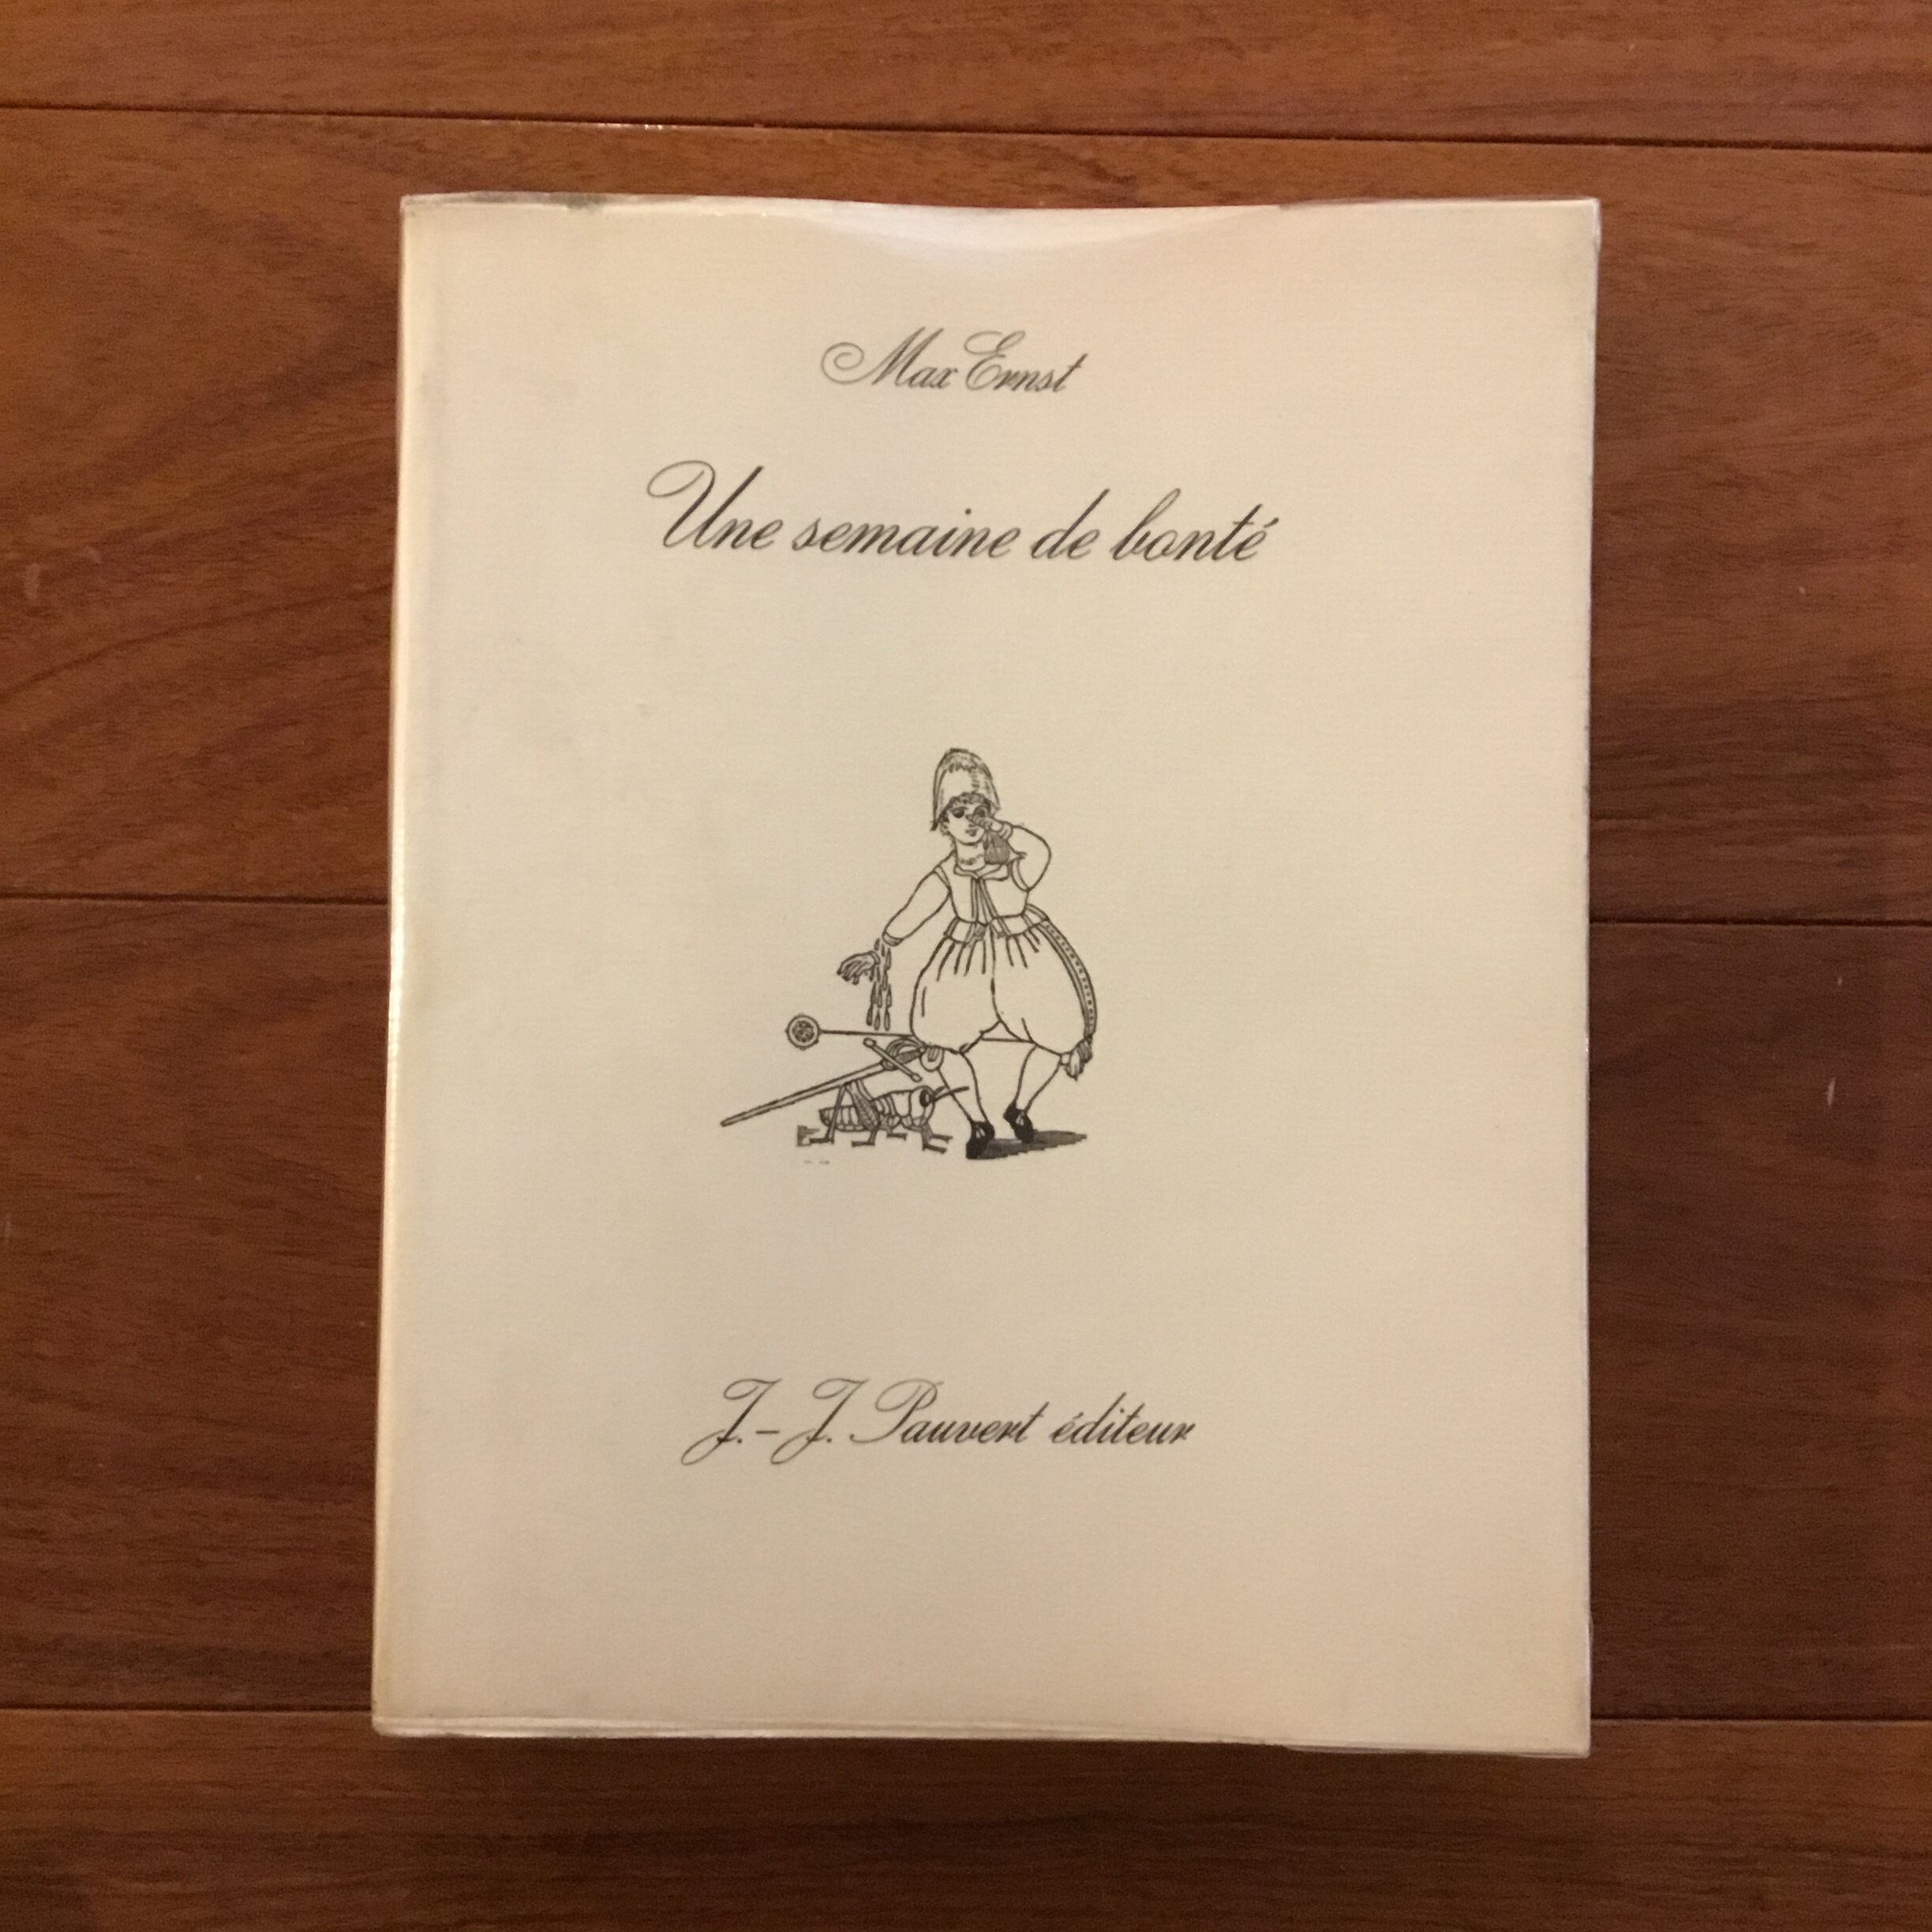 Max Ernst
Une semaine de bonté
J.-J. Pauvert éditeur